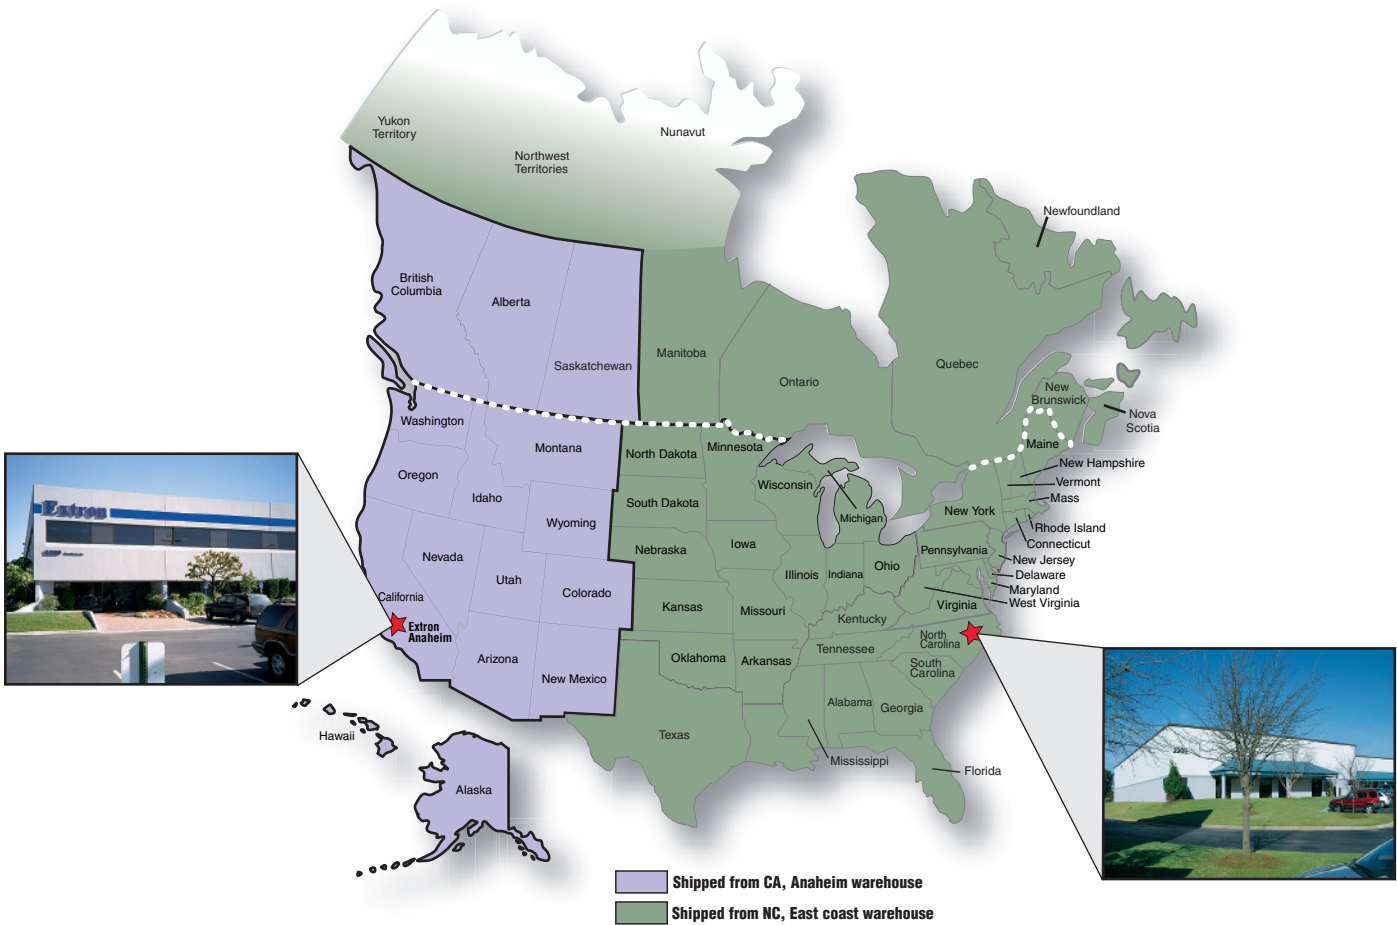 Yukon
Territory
Northwest
Territories
Nunavut
Newfoundland
British
Columbia
Alberta
Saskatchewan
Manitoba
Ontario
Quebec
New
Brunswick
Nova
Scotia
Washington
Montana
North Dakota
Minnesota
Maine
New Hampshire
Vermont
Mass
Rhode Island
Connecticut
New Jersey
Delaware
Maryland
West Virginia
Oregon
Idaho
Wyoming
South Dakota
Wisconsin
Michigan
New York
Nevada
Utah
Colorado
Nebraska
Iowa
Illinois
Indiana
Ohio
Pennsylvania
California
Extron
Anaheim
Kansas
Missouri
Kentucky
Virginia
North
Carolina
Tennessee
South
Carolina
Arizona
New Mexico
Oklahoma
Arkansas
Alabama
Georgia
Texas
Mississippi
Florida
Hawaii
Alaska
Extron
Shipped from CA, Anaheim warehouse
Shipped from NC, East coast warehouse